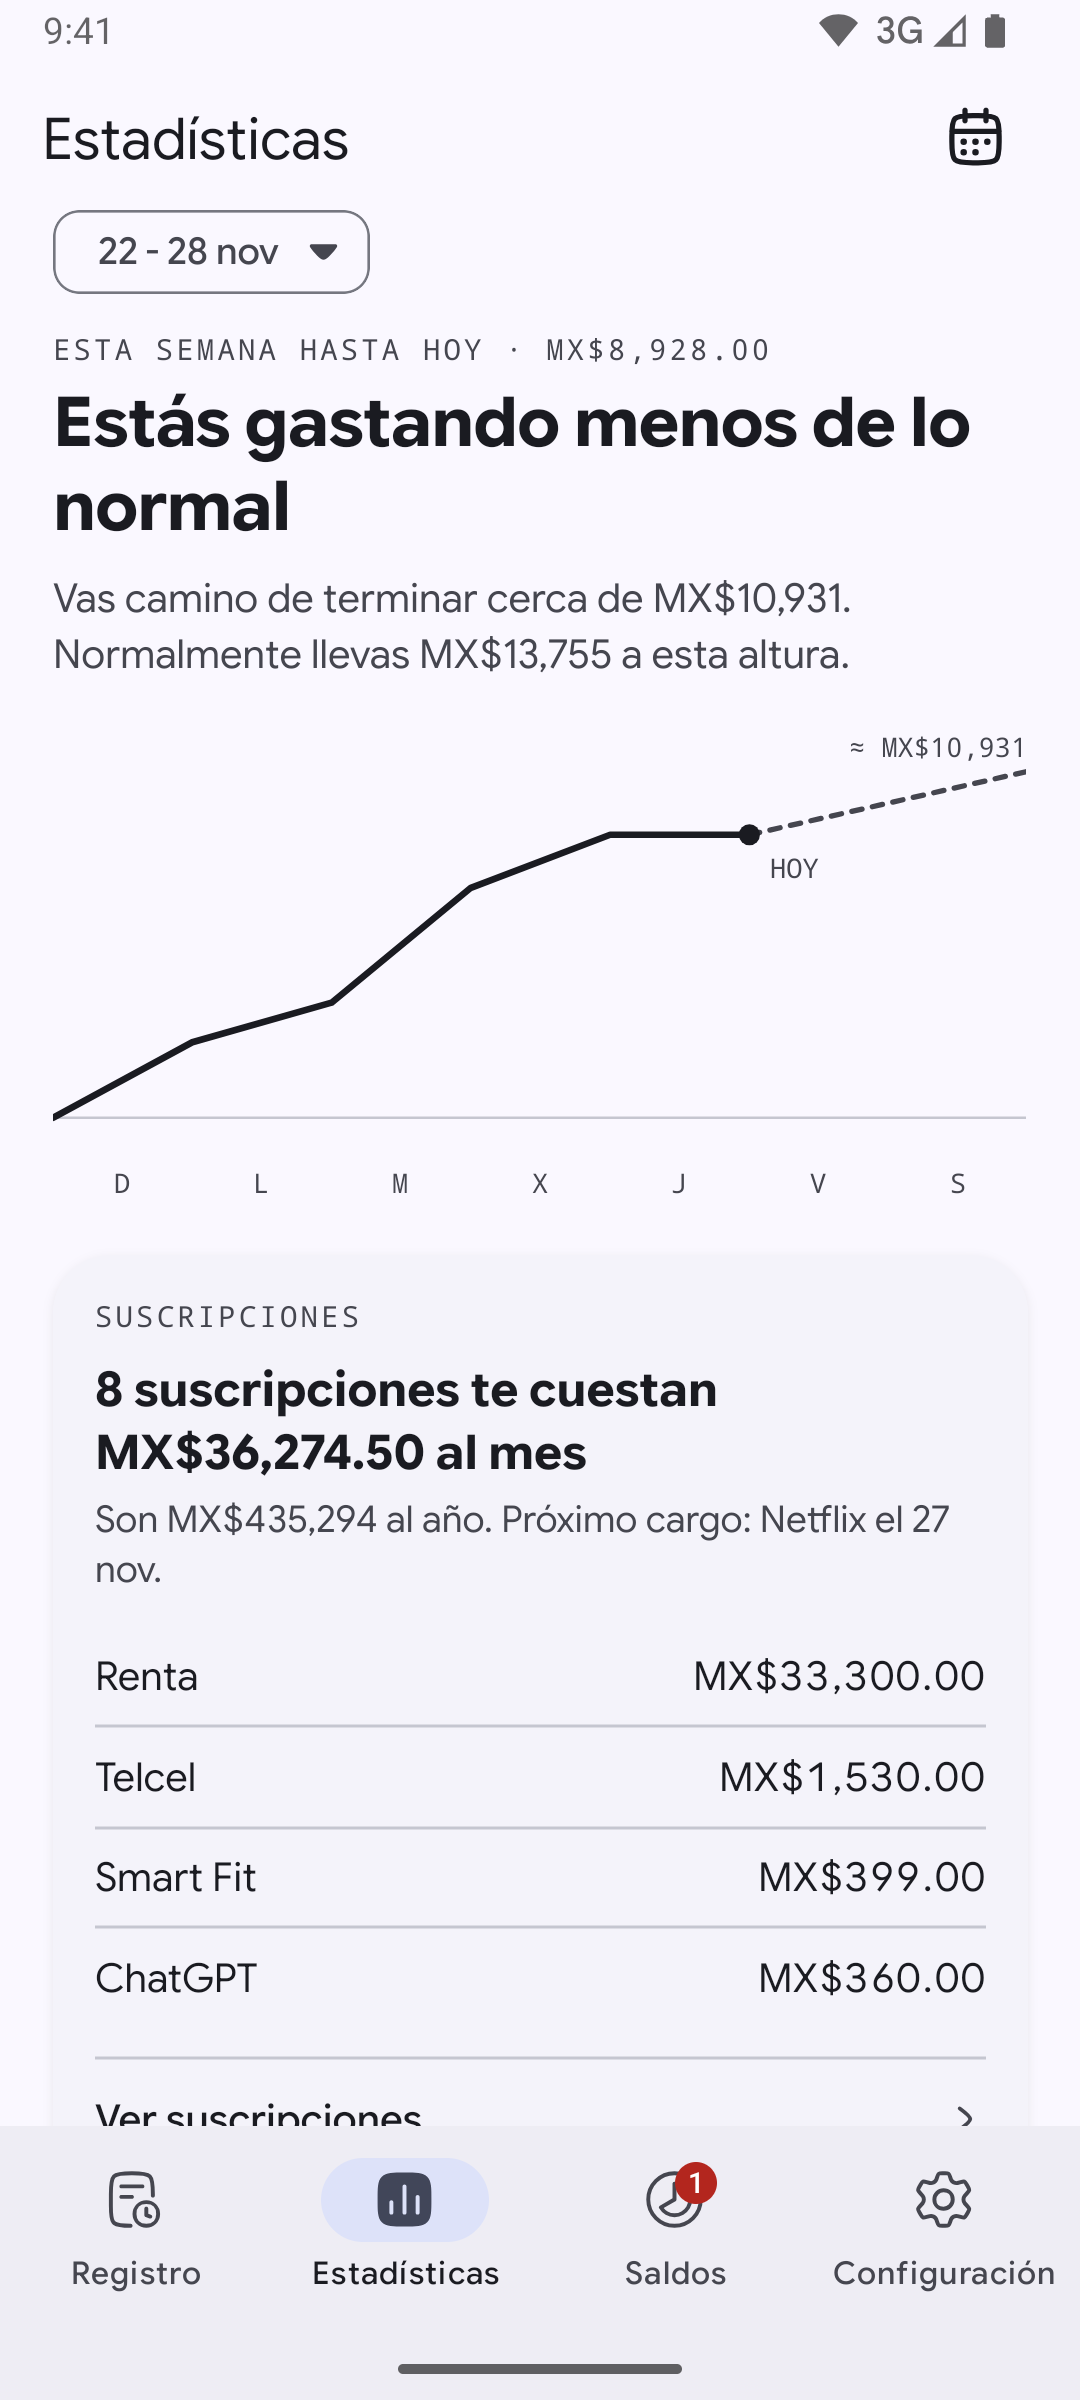 9:41
3G
Estadísticas
22 - 28 nov
ESTA SEMANA HASTA HOY · MX$8,928.00
Estás gastando menos de lo
normal
Vas camino de terminar cerca de MX$10,931.
Normalmente llevas MX$13,755 a esta altura.
≈ MX$10,931
HOY
D L M X J V S
SUSCRIPCIONES
8 suscripciones te cuestan
MX$36,274.50 al mes
Son MX$435,294 al año. Próximo cargo: Netflix el 27
nov.
Renta MX$33,300.00
Telcel MX$1,530.00
Smart Fit MX$399.00
ChatGPT MX$360.00
Ver suscripciones
1
Registro Estadísticas Saldos Configuración